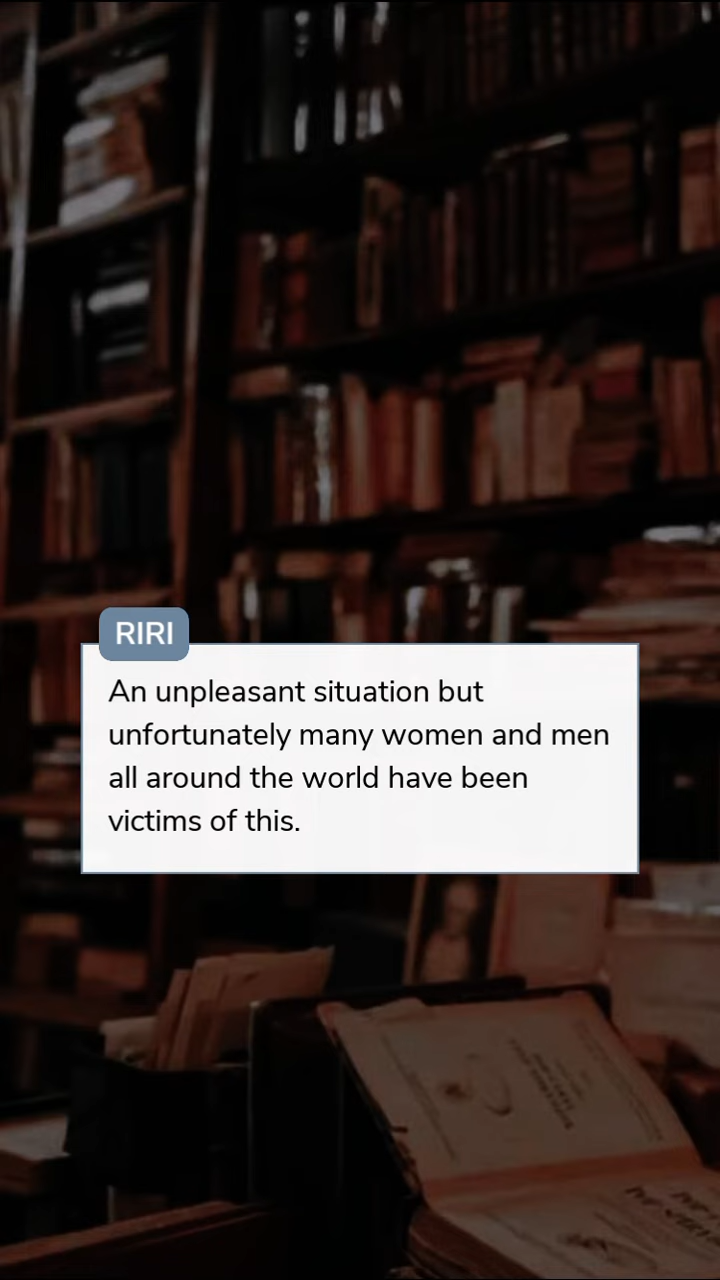 RIRI
An unpleasant situation but
unfortunately many women and men
all around the world have been
victims of this.